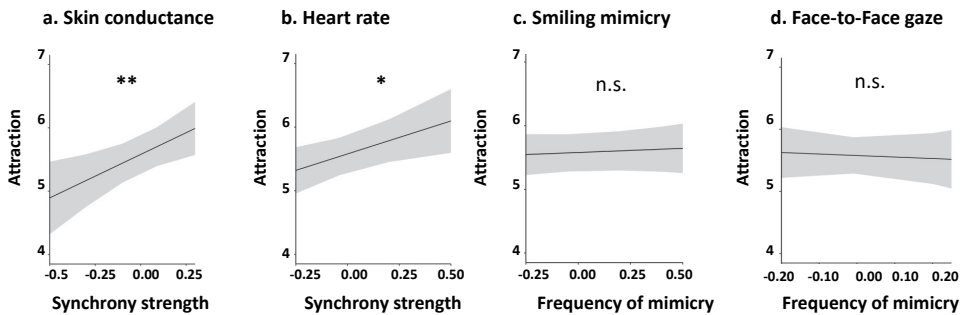 a. Skin conductance
7
6
5
4
Attraction
**
-0.5 -0.25 0.00 0.25
Synchrony strength
b. Heart rate
7
6
5
4
Attraction
*
-0.25 0.00 0.25 0.50
Synchrony strength
c. Smiling mimicry
7
6
5
4
Attraction
n.s.
-0.25 0.00 0.25 0.50
Frequency of mimicry
d. Face-to-Face gaze
7
6
5
4
Attraction
n.s.
-0.20 -0.10 0.00 0.10 0.20
Frequency of mimicry